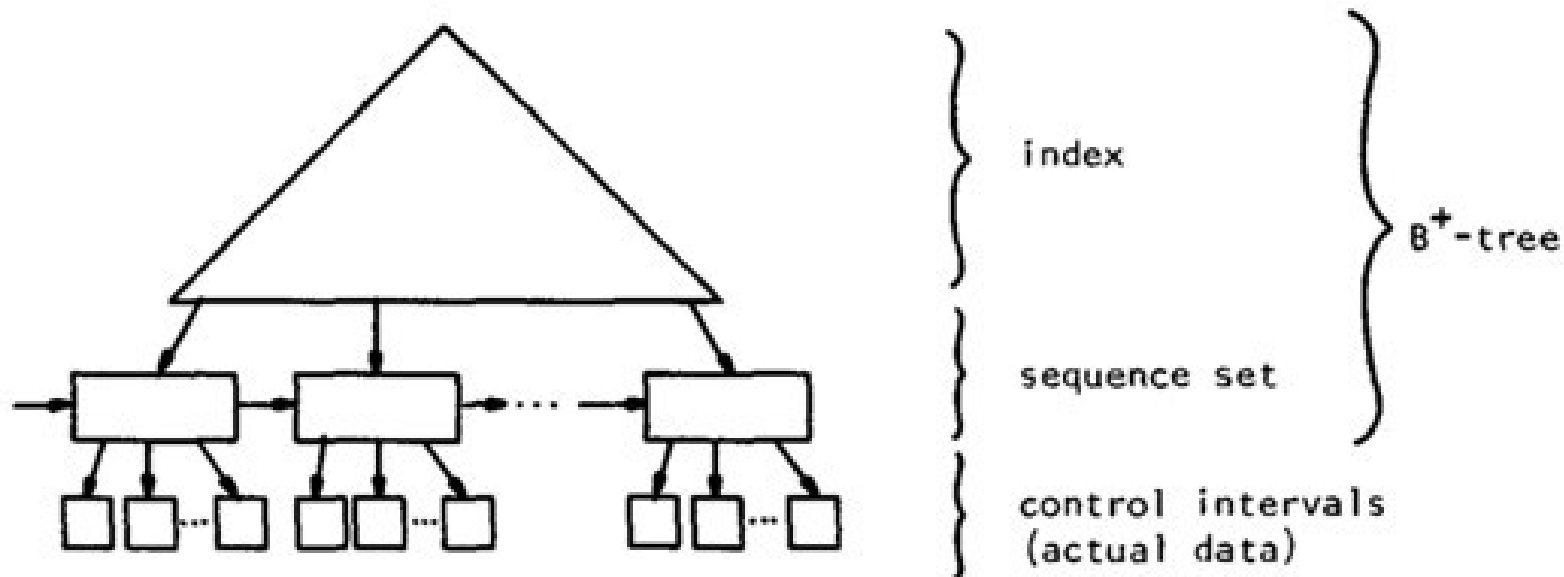 index
B⁺-tree
sequence set
control intervals
(actual data)